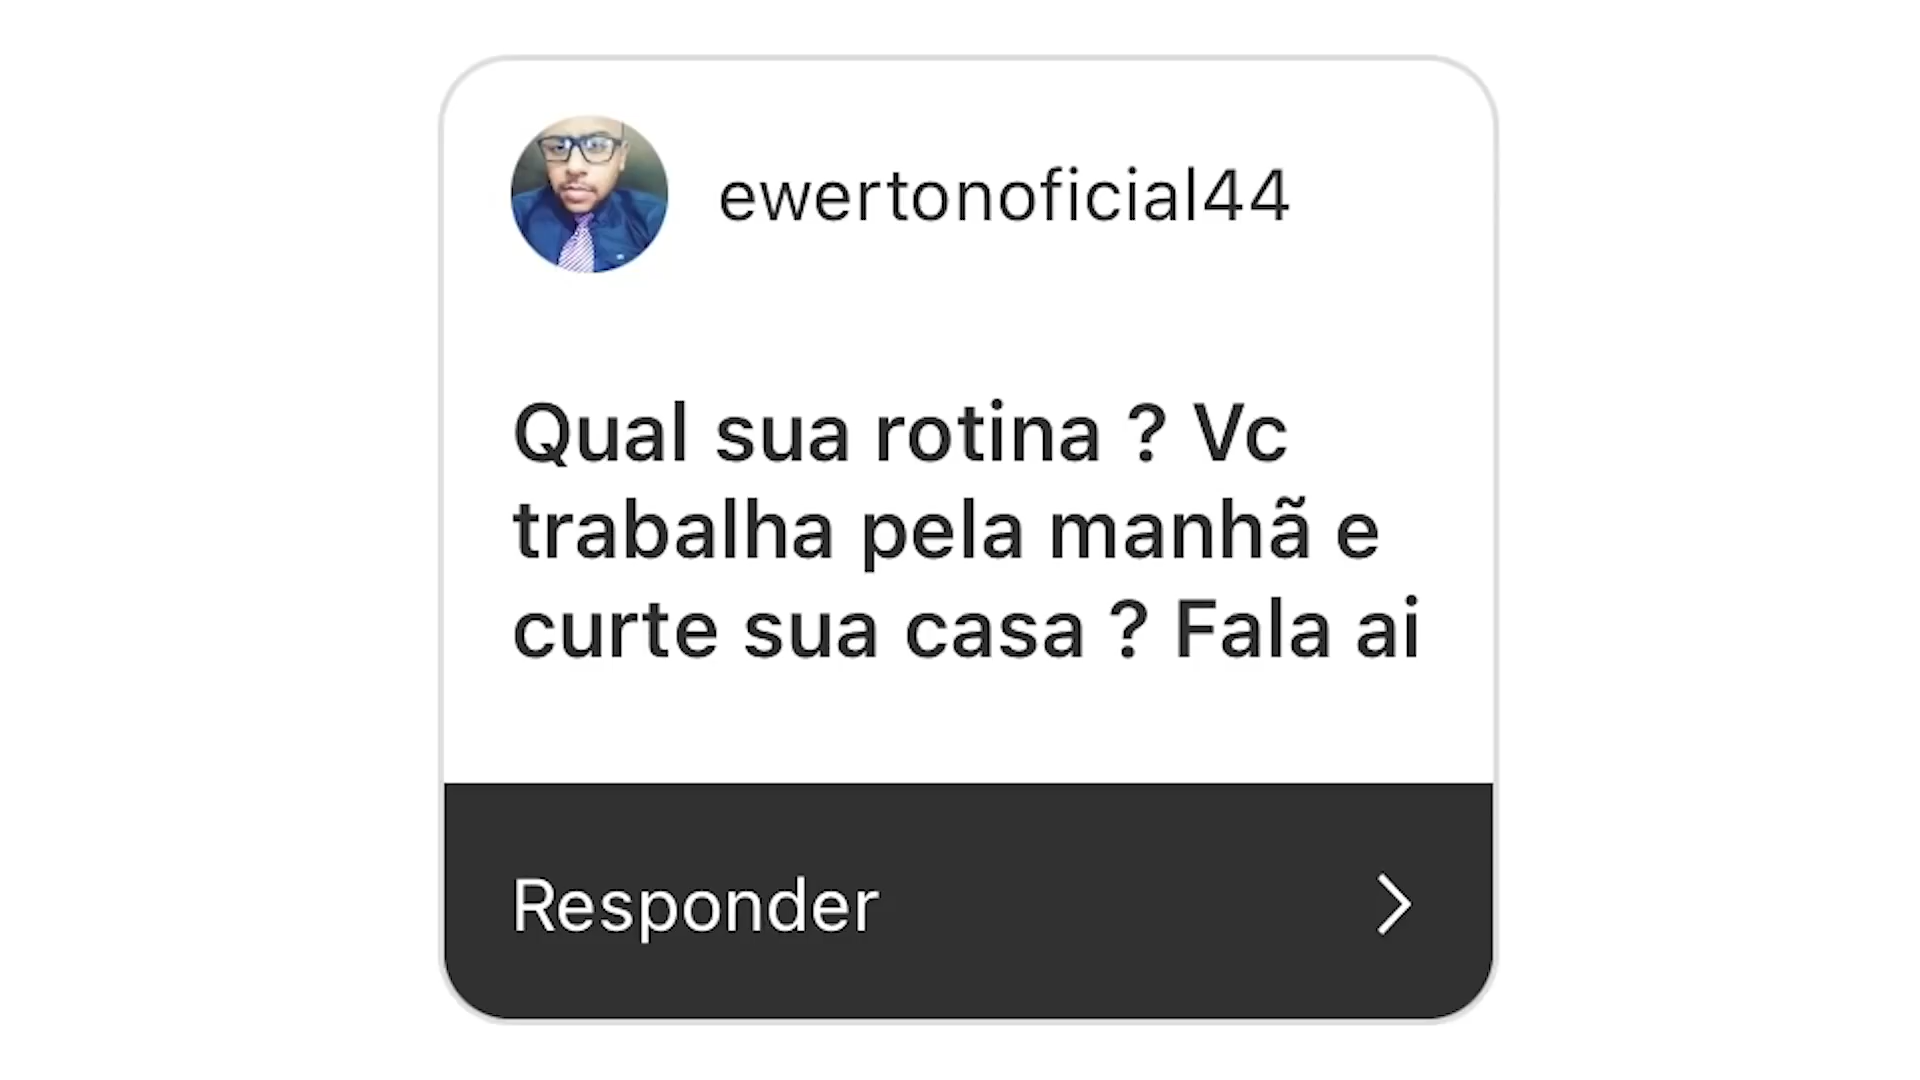 ewertonoficial44
Qual sua rotina ? Vc
trabalha pela manhã e
curte sua casa ? Fala ai
Responder